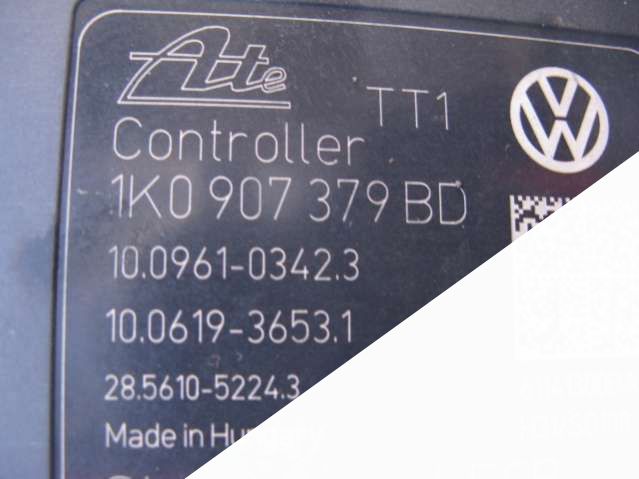 Ate
TT1
Controller
1K0 907 379 BD
10.0961-0342.3
10.0619-3653.1
28.5610-5224.3
Made in Hungary